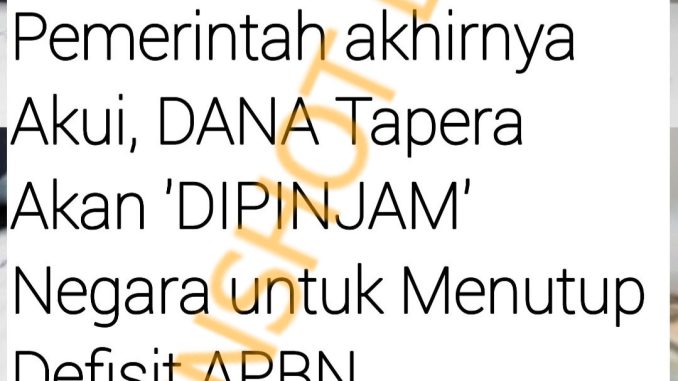 Pemerintah akhirnya
Akui, DANA Tapera
Akan 'DIPINJAM'
Negara untuk Menutup
Defisit APBN